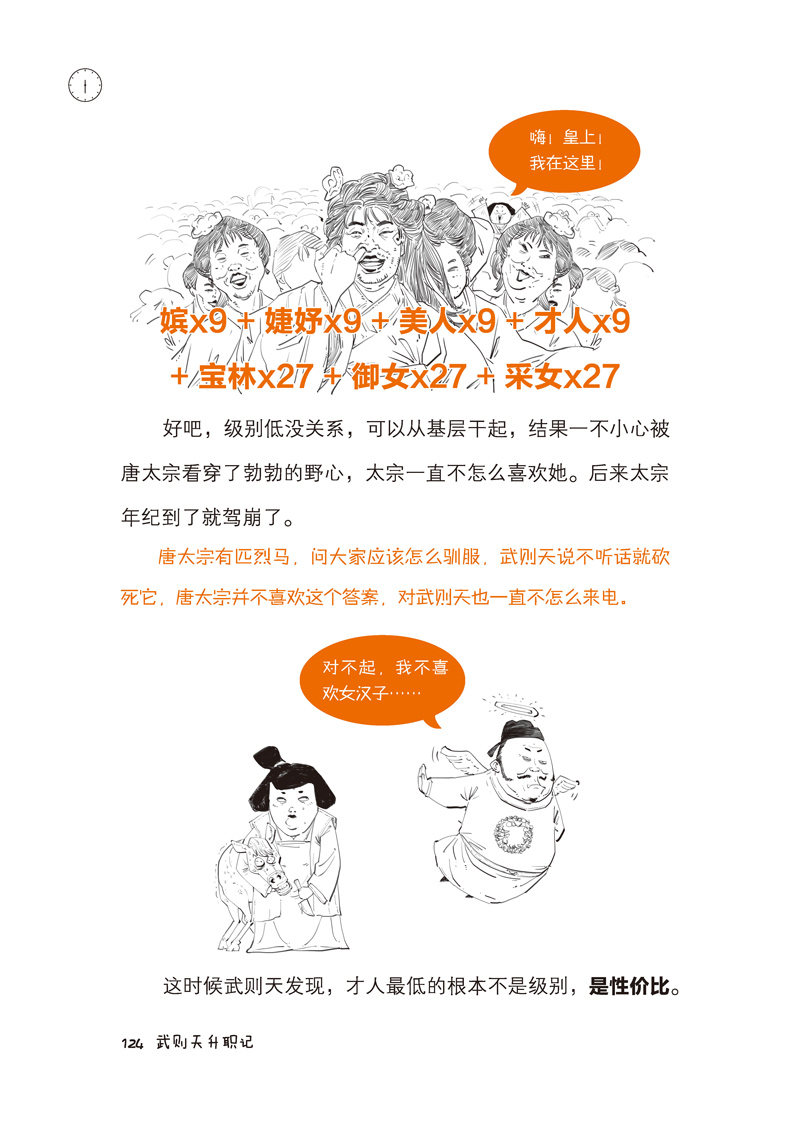 嗨！皇上！
我在这里！
嫔x9 + 婕妤x9 + 美人x9 + 才人x9
+ 宝林x27 + 御女x27 + 采女x27
好吧，级别低没关系，可以从基层干起，结果一不小心被
唐太宗看穿了勃勃的野心，太宗一直不怎么喜欢她。后来太宗
年纪到了就驾崩了。
唐太宗有匹烈马，问大家应该怎么驯服，武则天说不听话就砍
死它，唐太宗并不喜欢这个答案，对武则天也一直不怎么来电。
对不起，我不喜
欢女汉子……
这时候武则天发现，才人最低的根本不是级别，是性价比。
124 武则天升职记